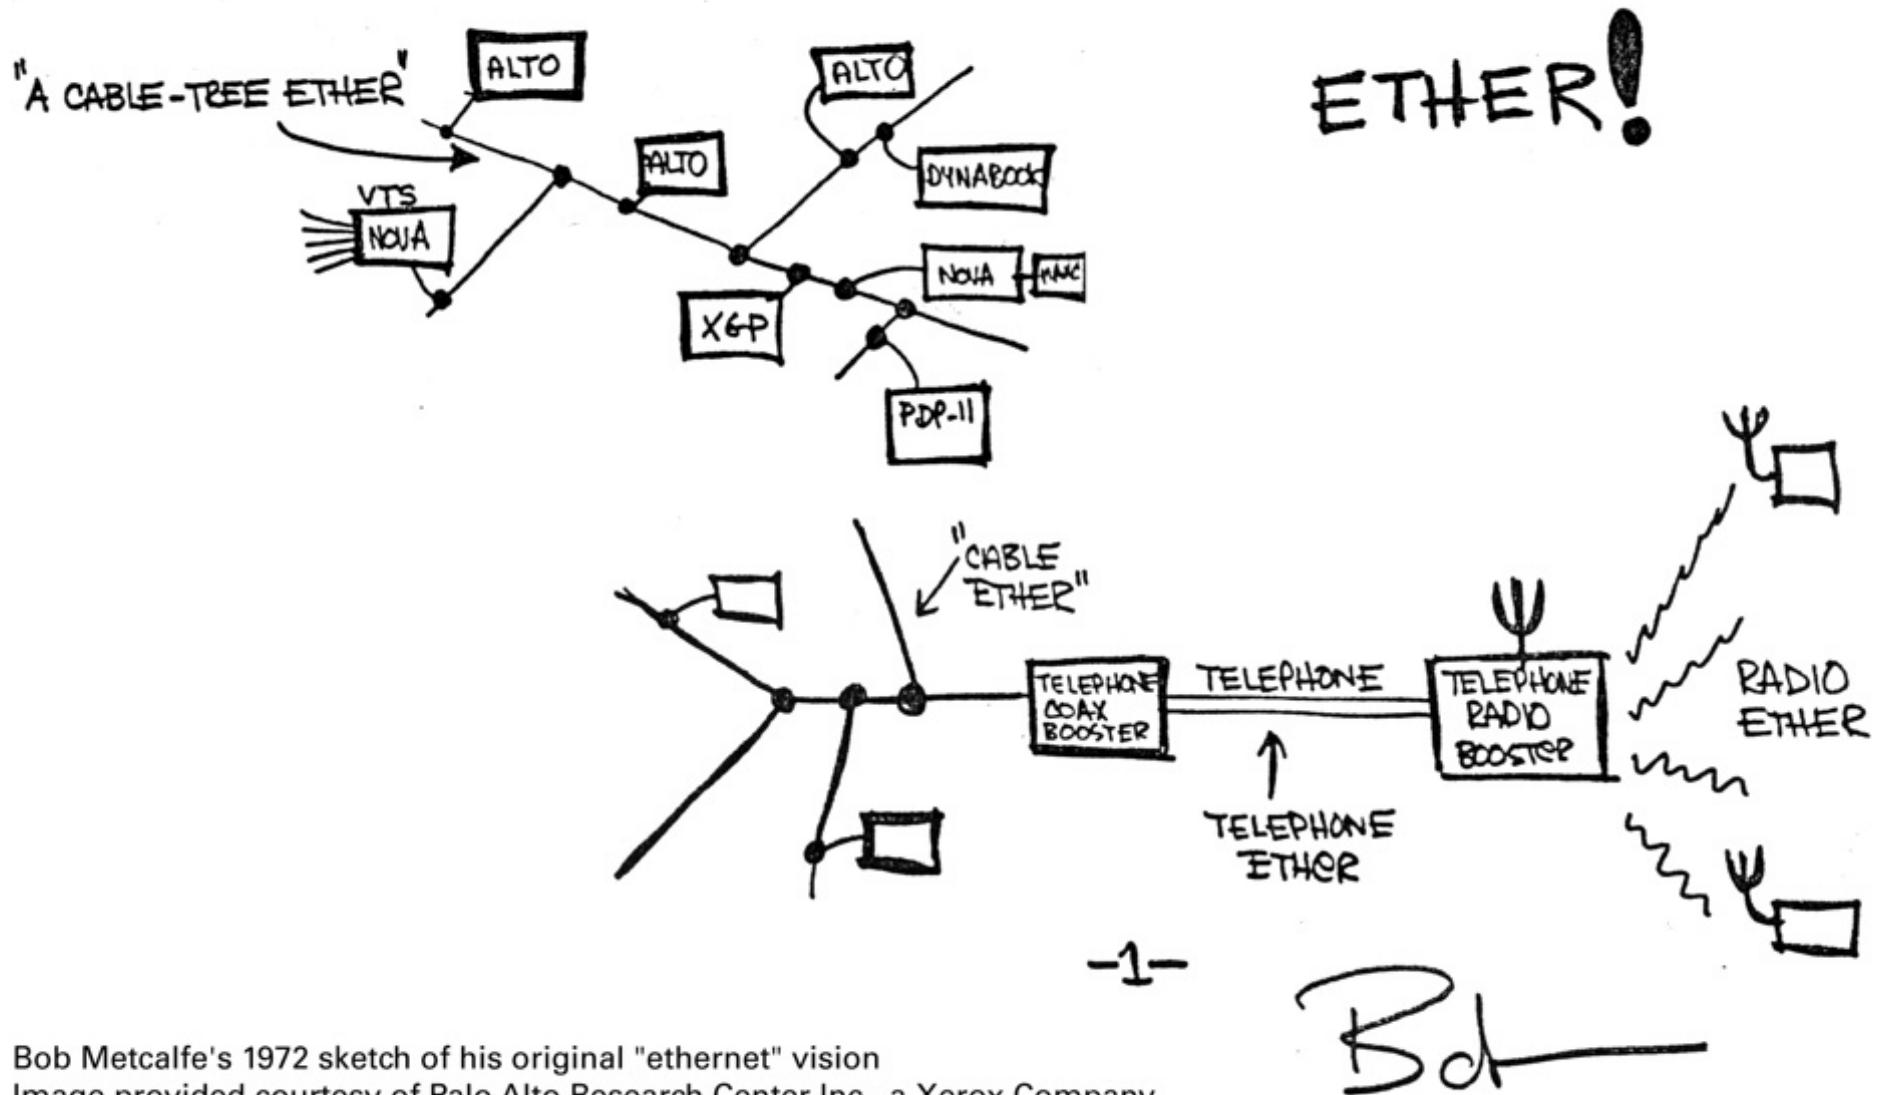 "A CABLE-TREE ETHER"
ALTO
ALTO
ETHER!
ALTO
DYNABOOK
VTS
NOVA
NOVA
XGP
PDP-11
"CABLE
ETHER"
TELEPHONE
COAX
BOOSTER
TELEPHONE
TELEPHONE
RADIO
BOOSTER
RADIO
ETHER
TELEPHONE
ETHER
-1-
Bob
Bob Metcalfe's 1972 sketch of his original "ethernet" vision
Image provided courtesy of Palo Alto Research Center Inc., a Xerox Company